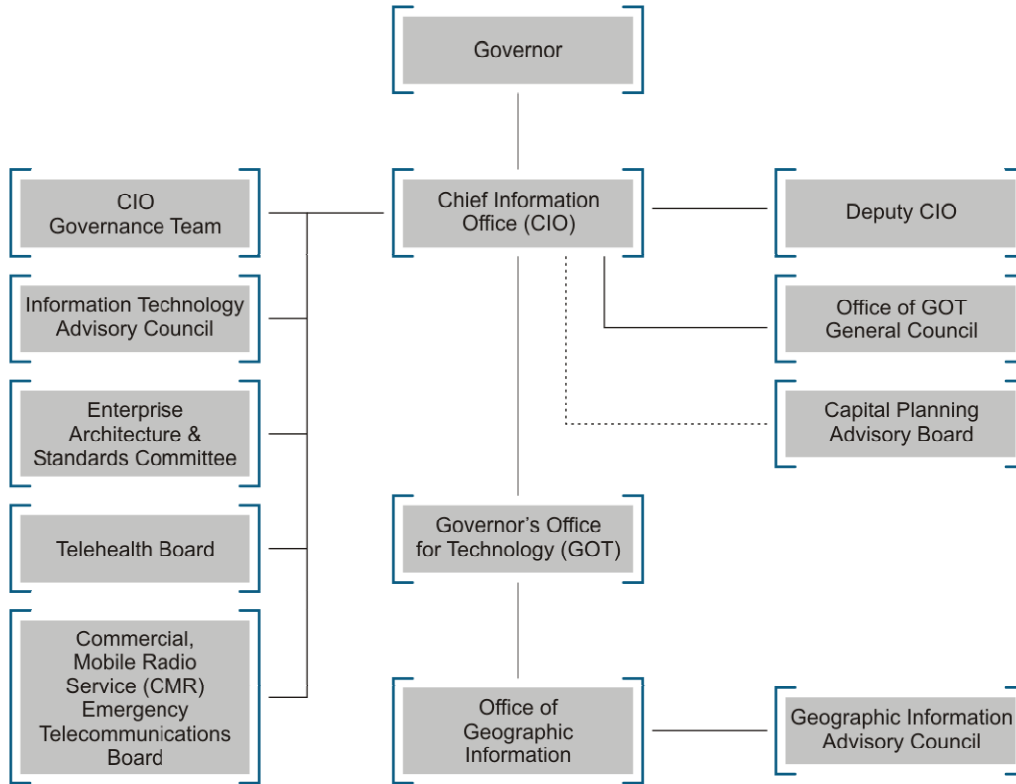 Governor
CIO
Governance Team
Chief Information
Office (CIO)
Deputy CIO
Information Technology
Advisory Council
Office of GOT
General Council
Enterprise
Architecture &
Standards Committee
Capital Planning
Advisory Board
Telehealth Board
Governor’s Office
for Technology (GOT)
Commercial,
Mobile Radio
Service (CMR)
Emergency
Telecommunications
Board
Office of
Geographic
Information
Geographic Information
Advisory Council